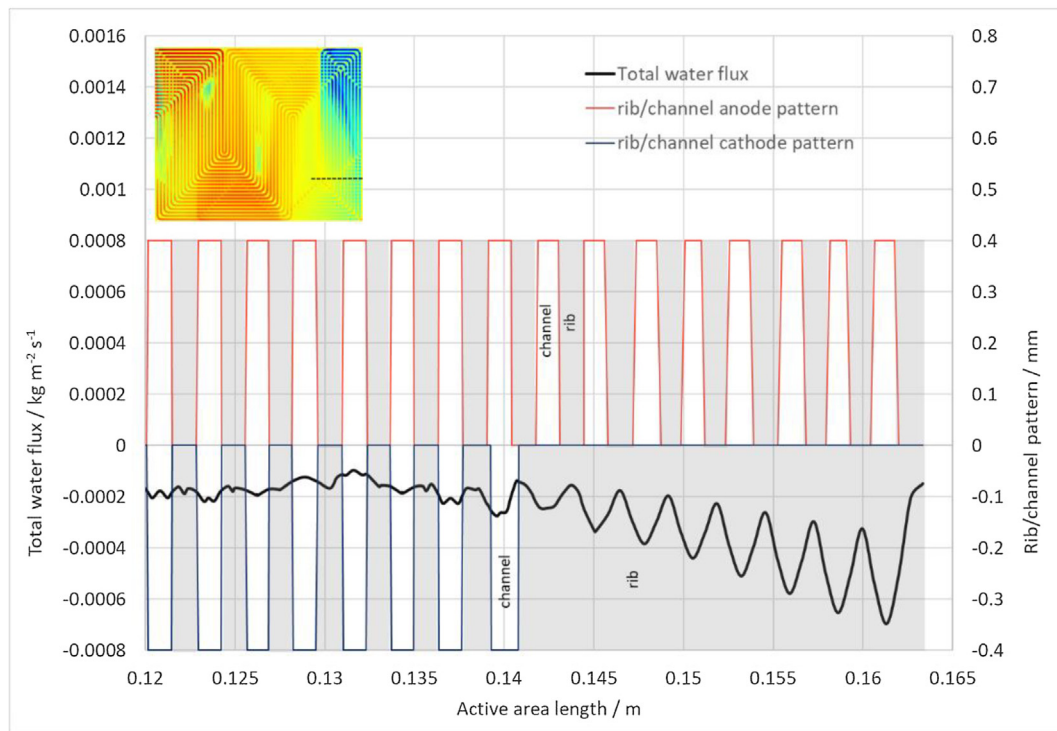 0.0016
0.0014
0.0012
0.001
0.0008
0.0006
0.0004
0.0002
0
-0.0002
-0.0004
-0.0006
-0.0008
Total water flux / kg m⁻² s⁻¹
Total water flux
rib/channel anode pattern
rib/channel cathode pattern
channel
rib
channel
rib
0.8
0.7
0.6
0.5
0.4
0.3
0.2
0.1
0
-0.1
-0.2
-0.3
-0.4
Rib/channel pattern / mm
0.12 0.125 0.13 0.135 0.14 0.145 0.15 0.155 0.16 0.165
Active area length / m